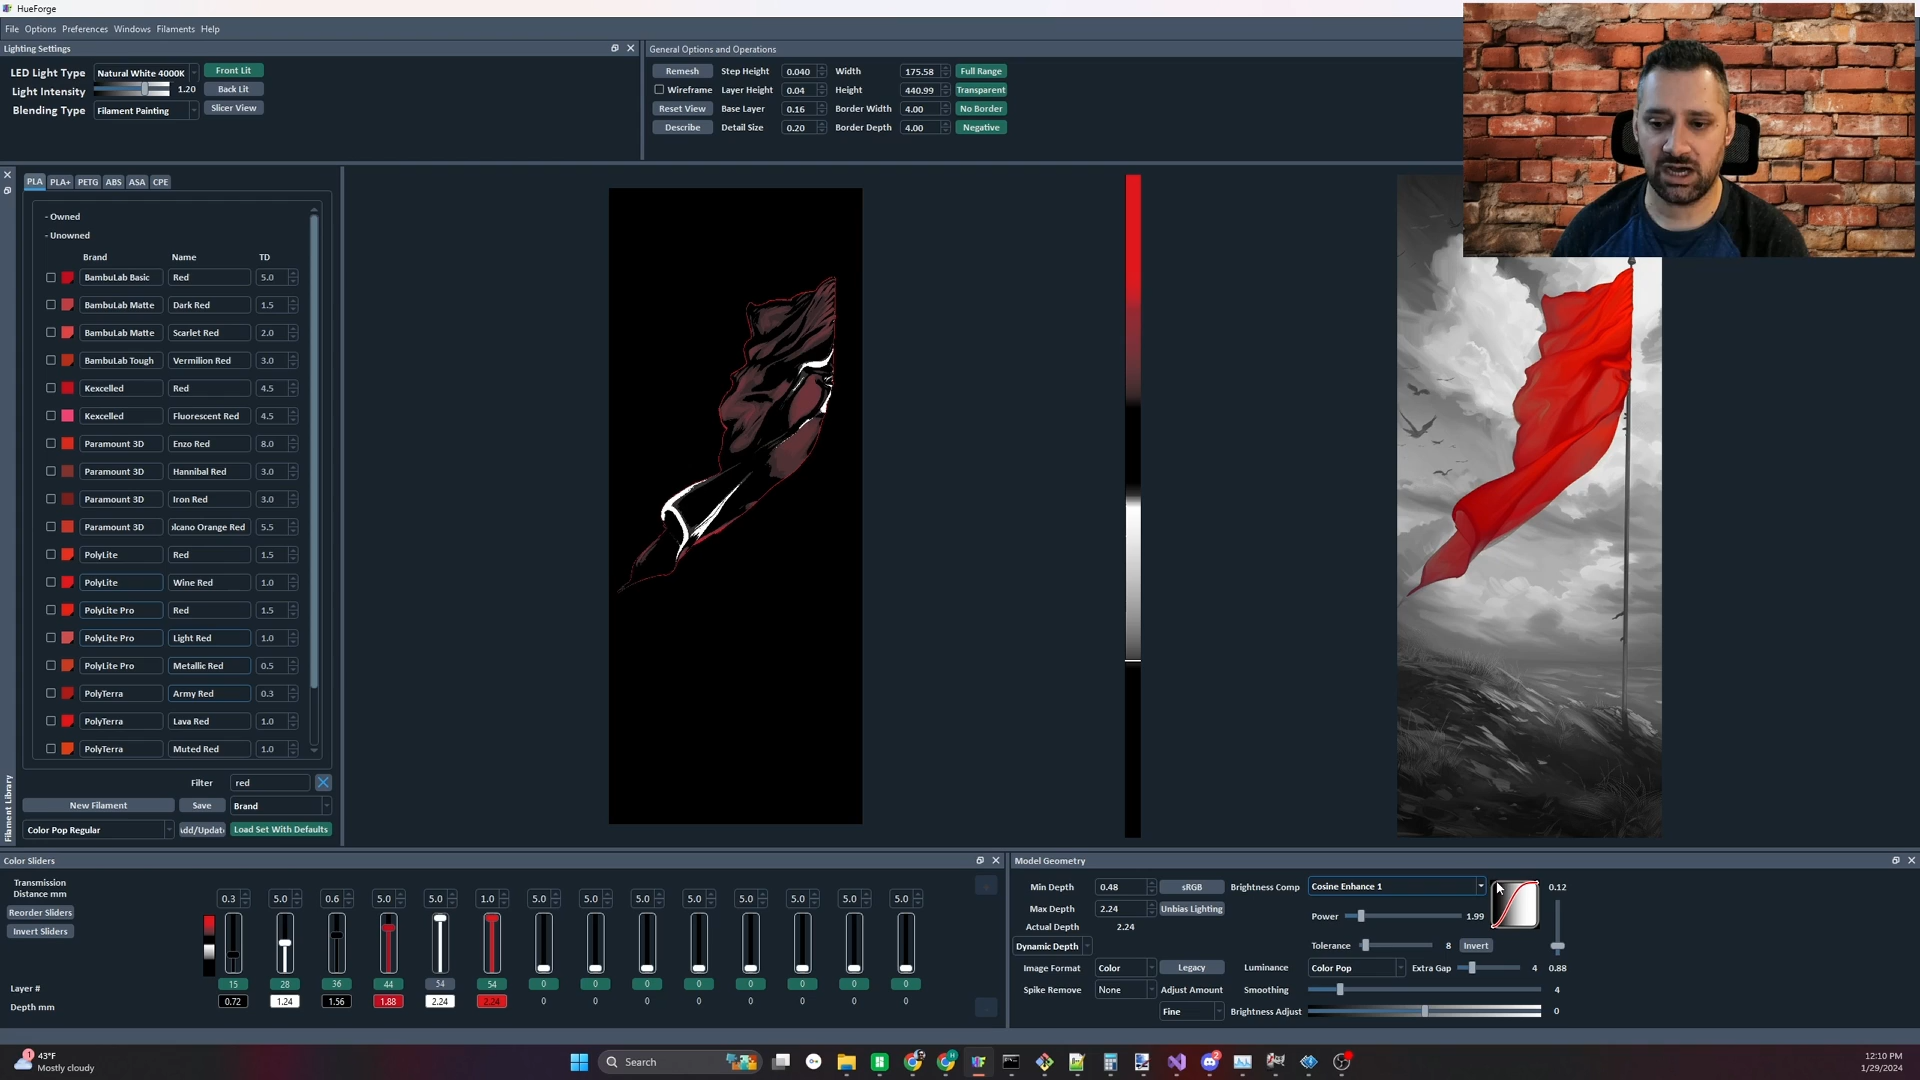 HueForge
File Options Preferences Windows Filaments Help
Lighting Settings
LED Light Type Natural White 4000K Front Lit
Light Intensity 1.20 Back Lit
Blending Type Filament Painting Slicer View
General Options and Operations
Remesh Step Height 0.040 Width 175.58 Full Range
Wireframe Layer Height 0.04 Height 440.99 Transparent
Reset View Base Layer 0.16 Border Width 4.00 No Border
Describe Detail Size 0.20 Border Depth 4.00 Negative
Filament Library
PLA PLA+ PETG ABS ASA CPE
- Owned
- Unowned
Brand Name TD
BambuLab Basic Red 5.0
BambuLab Matte Dark Red 1.5
BambuLab Matte Scarlet Red 2.0
BambuLab Tough Vermilion Red 3.0
Kexcelled Red 4.5
Kexcelled Fluorescent Red 4.5
Paramount 3D Enzo Red 8.0
Paramount 3D Hannibal Red 3.0
Paramount 3D Iron Red 3.0
Paramount 3D olcano Orange Red 5.5
PolyLite Red 1.5
PolyLite Wine Red 1.0
PolyLite Pro Red 1.5
PolyLite Pro Light Red 1.0
PolyLite Pro Metallic Red 0.5
PolyTerra Army Red 0.3
PolyTerra Lava Red 1.0
PolyTerra Muted Red 1.0
Filter red
New Filament Save Brand
Color Pop Regular Load Set With Defaults
Color Sliders
Transmission
Distance mm 0.3 5.0 0.6 5.0 5.0 1.0 5.0 5.0 5.0 5.0 5.0 5.0 5.0 5.0
Reorder Sliders
Invert Sliders
Layer # 15 28 36 44 54 54 0 0 0 0 0 0 0 0
Depth mm 0.72 1.24 1.56 1.88 2.24 2.24 0 0 0 0 0 0 0 0
Model Geometry
Min Depth 0.48 sRGB Brightness Comp Cosine Enhance 1 0.12
Max Depth 2.24 Unbias Lighting Power 1.99
Actual Depth 2.24
Dynamic Depth Tolerance 8 Invert
Image Format Color Legacy Luminance Color Pop Extra Gap 4 0.88
Spike Remove None Adjust Amount Smoothing 4
Fine Brightness Adjust 0
1
43°F
Mostly cloudy
Search
2
12:10 PM
1/29/2024